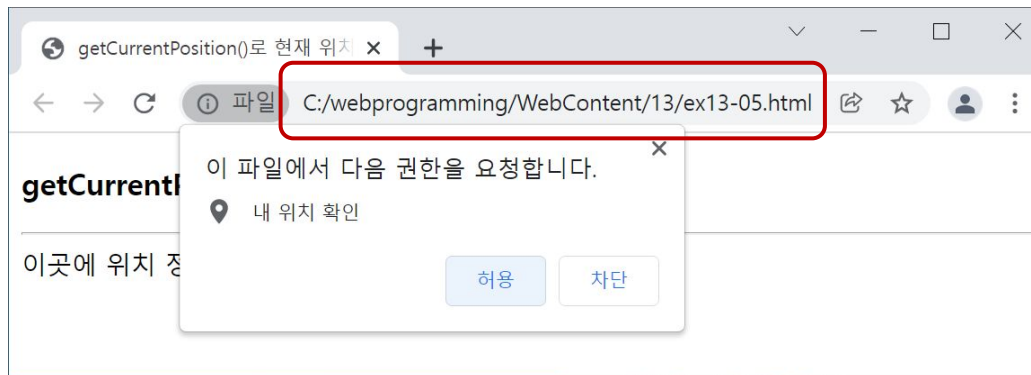 getCurrentPosition()로 현재 위치
파일 C:/webprogramming/WebContent/13/ex13-05.html
이 파일에서 다음 권한을 요청합니다.
getCurrentP
내 위치 확인
이곳에 위치 정
허용 차단